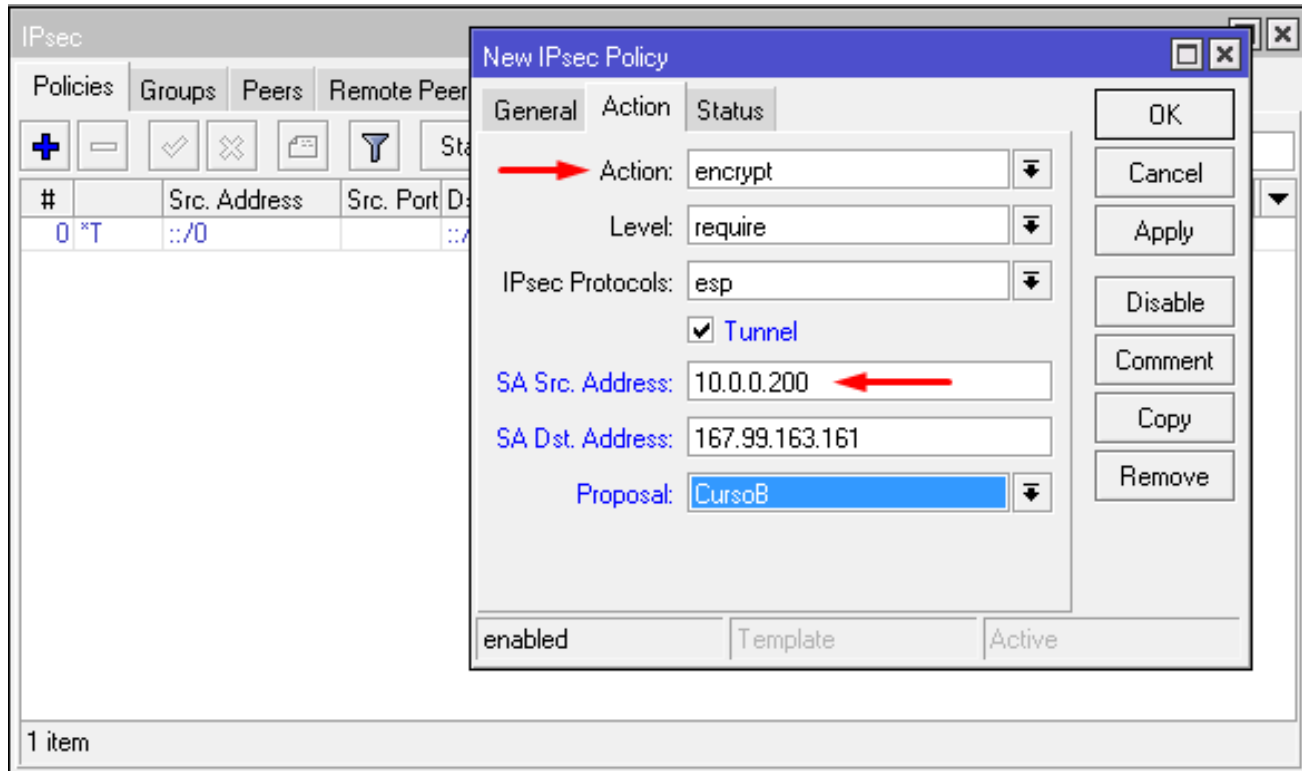 IPsec
Policies Groups Peers Remote Peer
# Src. Address Src. Port
0 *T ::/0
1 item
New IPsec Policy
General Action Status
Action: encrypt
Level: require
IPsec Protocols: esp
Tunnel
SA Src. Address: 10.0.0.200
SA Dst. Address: 167.99.163.161
Proposal: CursoB
enabled Template Active
OK
Cancel
Apply
Disable
Comment
Copy
Remove